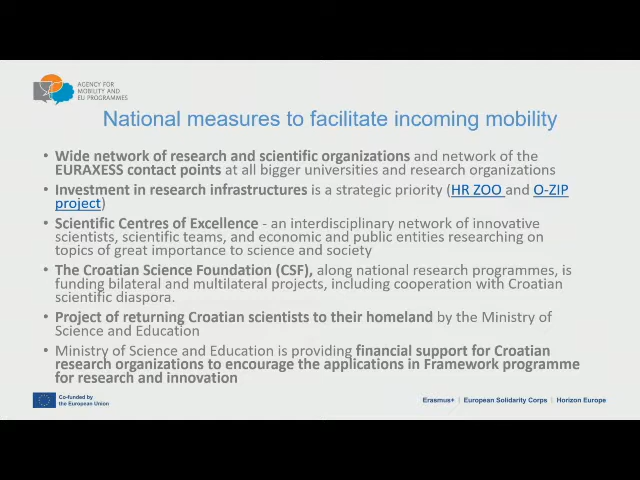 AGENCY FOR
MOBILITY AND
EU PROGRAMMES
National measures to facilitate incoming mobility
• Wide network of research and scientific organizations and network of the
EURAXESS contact points at all bigger universities and research organizations
• Investment in research infrastructures is a strategic priority (HR ZOO and O-ZIP
project)
• Scientific Centres of Excellence - an interdisciplinary network of innovative
scientists, scientific teams, and economic and public entities researching on
topics of great importance to science and society
• The Croatian Science Foundation (CSF), along national research programmes, is
funding bilateral and multilateral projects, including cooperation with Croatian
scientific diaspora.
• Project of returning Croatian scientists to their homeland by the Ministry of
Science and Education
• Ministry of Science and Education is providing financial support for Croatian
research organizations to encourage the applications in Framework programme
for research and innovation
Co-funded by
the European Union
Erasmus+ | European Solidarity Corps | Horizon Europe